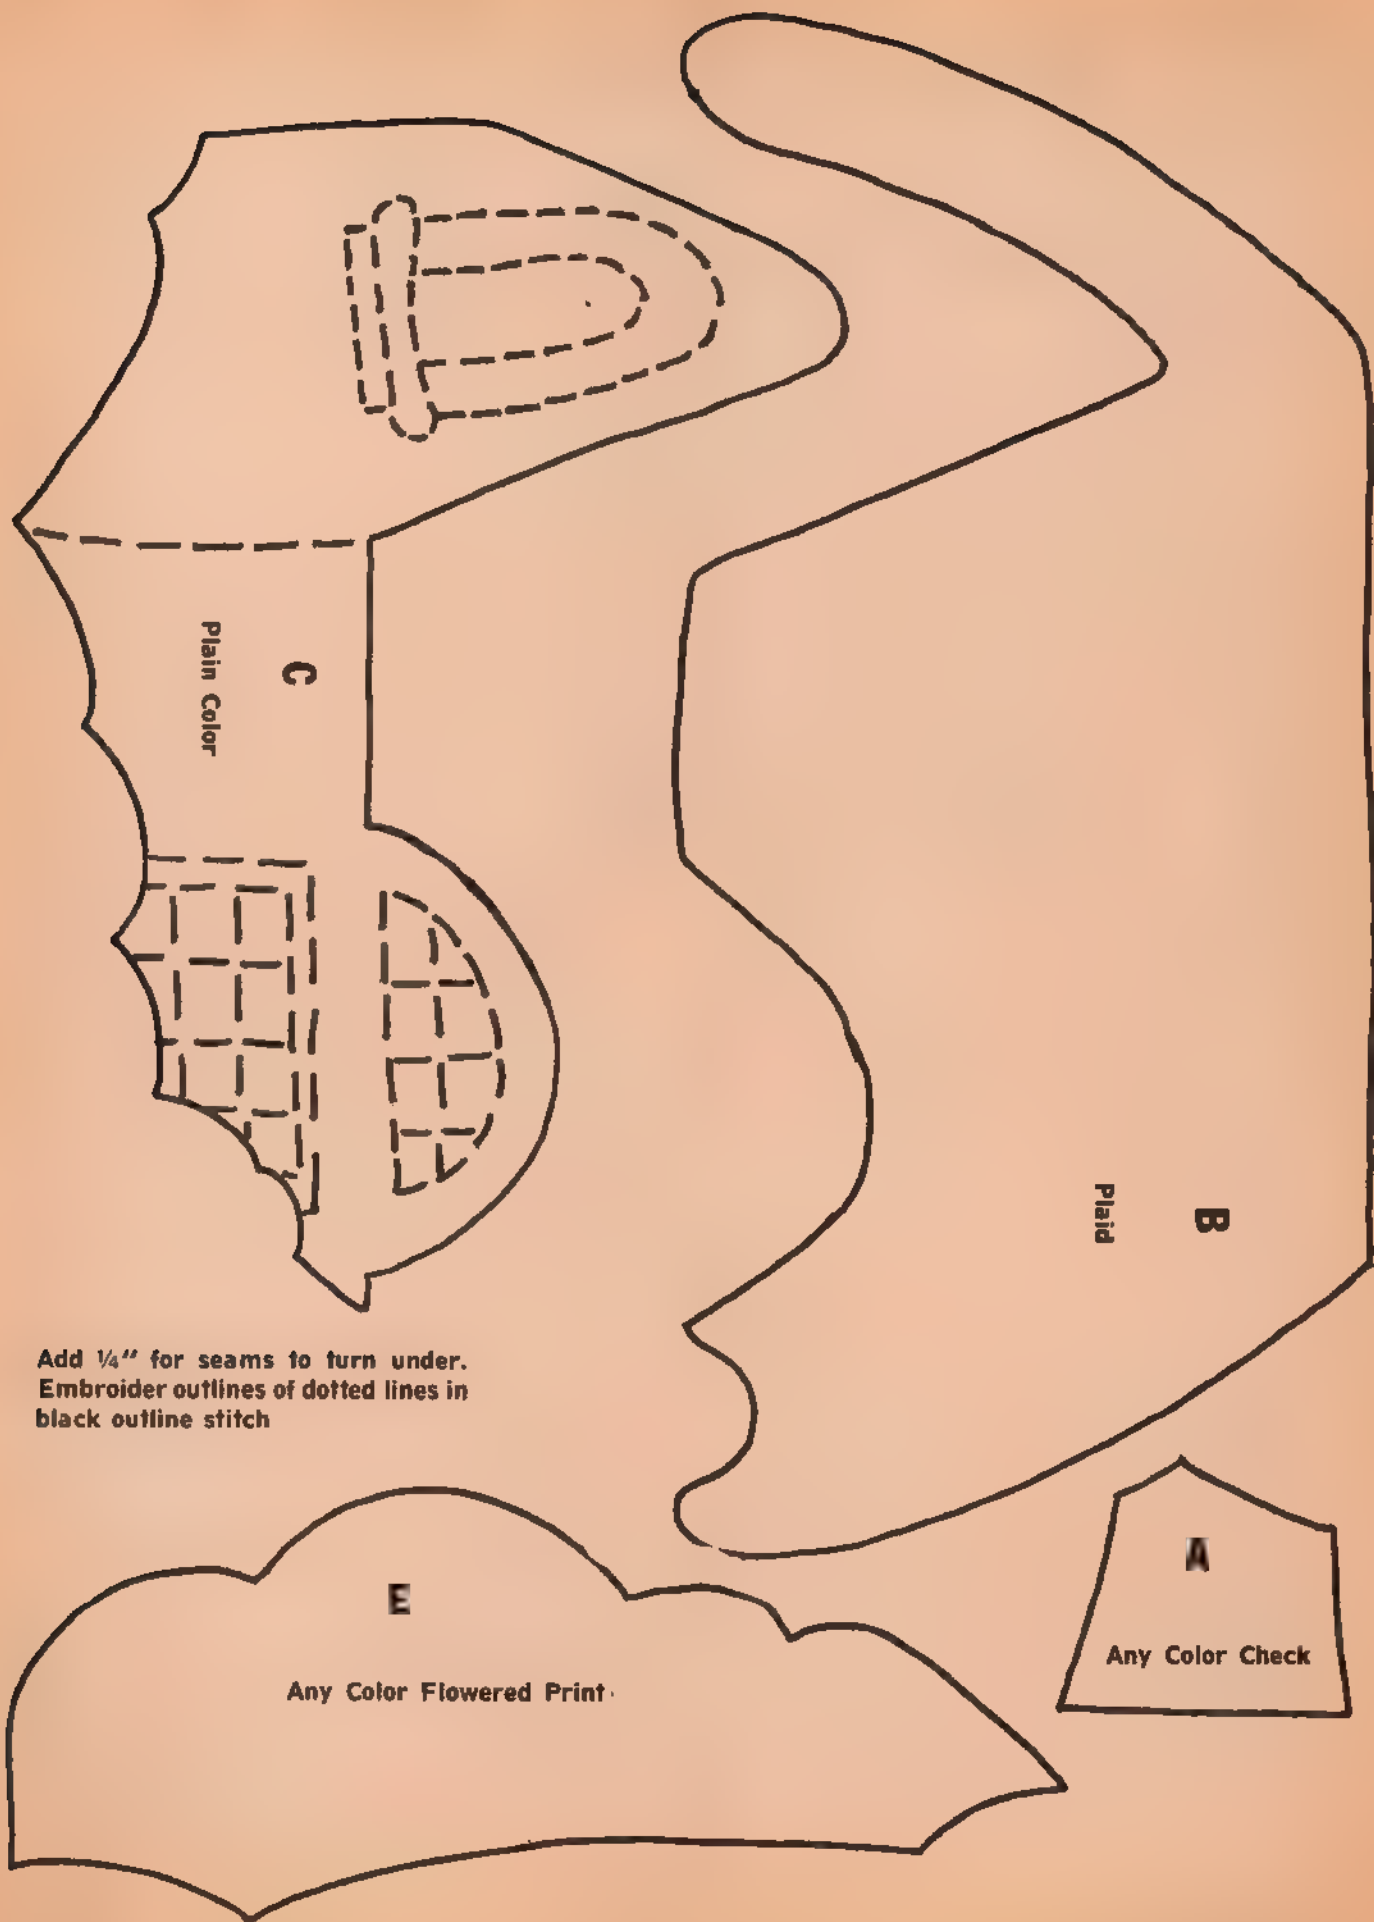 C
Plain Color
B
Plaid
Add ¼" for seams to turn under.
Embroider outlines of dotted lines in
black outline stitch
A
Any Color Check
E
Any Color Flowered Print